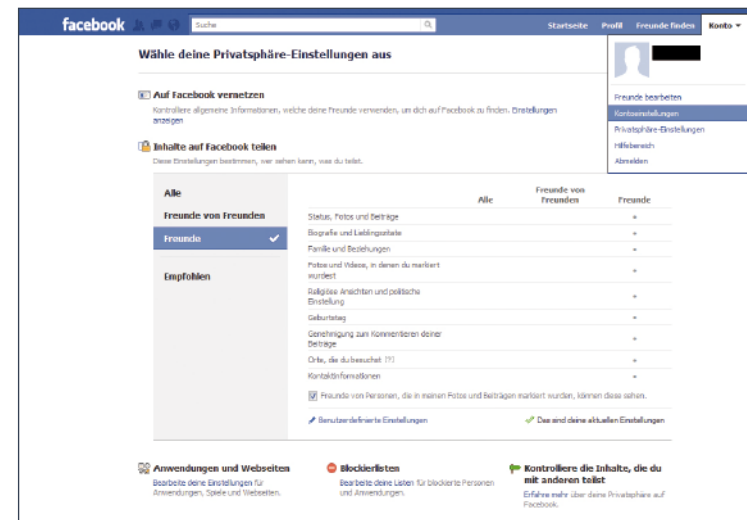 facebook Suche Startseite Profil Freunde finden Konto
Wähle deine Privatsphäre-Einstellungen aus
Freunde bearbeiten
Kontoeinstellungen
Privatsphäre-Einstellungen
Hilfebereich
Abmelden
Auf Facebook vernetzen
Kontrolliere allgemeine Informationen, welche deine Freunde verwenden, um dich auf Facebook zu finden. Einstellungen
anzeigen
Inhalte auf Facebook teilen
Diese Einstellungen bestimmen, wer sehen kann, was du teilst.
Alle
Freunde von Freunden
Freunde
Empfohlen
Alle Freunde von Freunden Freunde
Status, Fotos und Beiträge
Biografie und Lieblingszitate
Familie und Beziehungen
Fotos und Videos, in denen du markiert
wurdest
Religiöse Ansichten und politische
Einstellung
Geburtstag
Genehmigung zum Kommentieren deiner
Beiträge
Orte, die du besuchst [?]
Kontaktinformationen
Freunde von Personen, die in meinen Fotos und Beiträgen markiert wurden, können diese sehen.
Benutzerdefinierte Einstellungen Das sind deine aktuellen Einstellungen
Anwendungen und Webseiten
Bearbeite deine Einstellungen für
Anwendungen, Spiele und Webseiten.
Blockierlisten
Bearbeite deine Listen für blockierte Personen
und Anwendungen.
Kontrolliere die Inhalte, die du
mit anderen teilst
Erfahre mehr über deine Privatsphäre auf
Facebook.